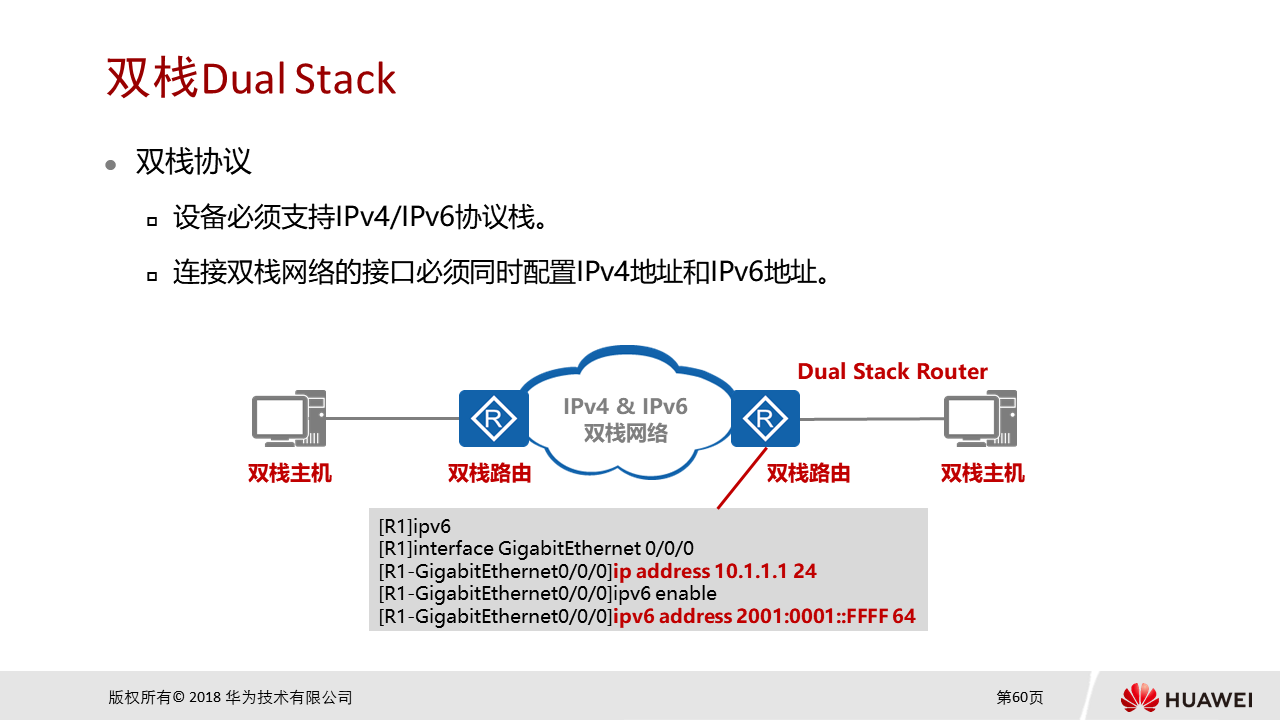 双栈Dual Stack
双栈协议
设备必须支持IPv4/IPv6协议栈。
连接双栈网络的接口必须同时配置IPv4地址和IPv6地址。
Dual Stack Router
IPv4 & IPv6
双栈网络
R
R
双栈主机
双栈路由
双栈路由
双栈主机
[R1]ipv6
[R1]interface GigabitEthernet 0/0/0
[R1-GigabitEthernet0/0/0]ip address 10.1.1.1 24
[R1-GigabitEthernet0/0/0]ipv6 enable
[R1-GigabitEthernet0/0/0]ipv6 address 2001:0001::FFFF 64
版权所有© 2018 华为技术有限公司
第60页
HUAWEI